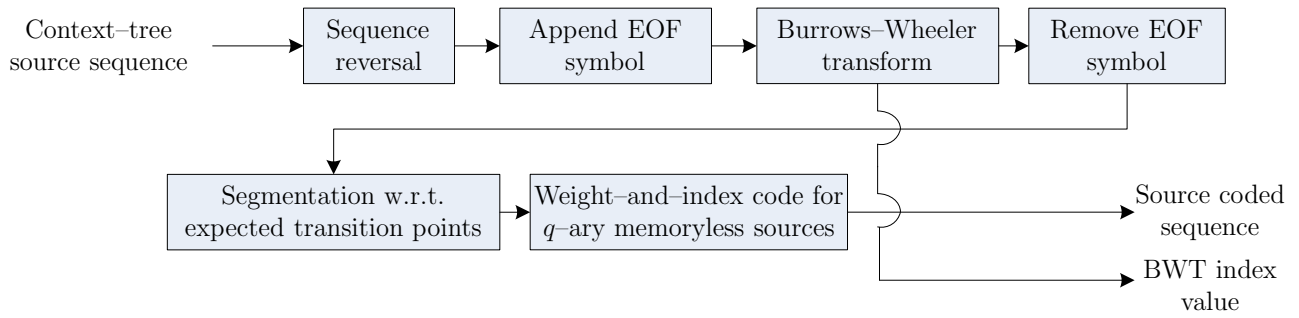 Context–tree
source sequence
Sequence
reversal
Append EOF
symbol
Burrows–Wheeler
transform
Remove EOF
symbol
Segmentation w.r.t.
expected transition points
Weight–and–index code for
q–ary memoryless sources
Source coded
sequence
BWT index
value